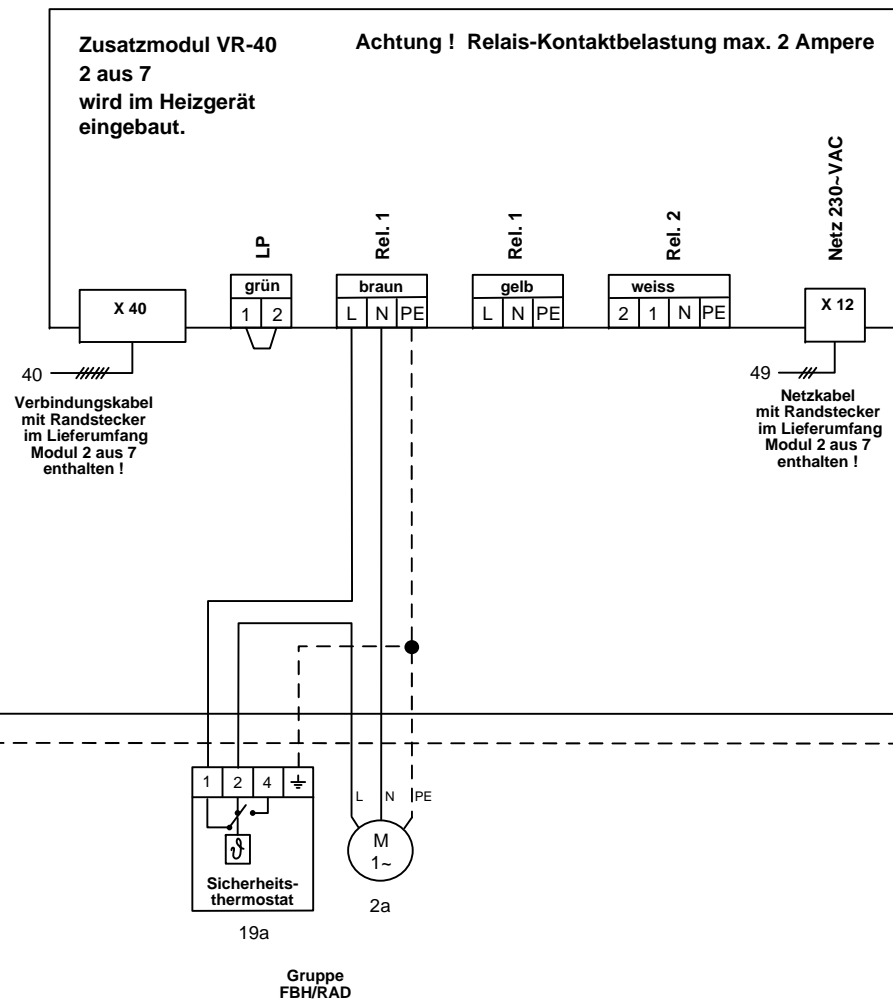 Zusatzmodul VR-40
2 aus 7
wird im Heizgerät
eingebaut.
Achtung ! Relais-Kontaktbelastung max. 2 Ampere
LP
Rel. 1
Rel. 1
Rel. 2
Netz 230~VAC
X 40
grün
1 2
braun
L N PE
gelb
L N PE
weiss
2 1 N PE
X 12
40
Verbindungskabel
mit Randstecker
im Lieferumfang
Modul 2 aus 7
enthalten !
49
Netzkabel
mit Randstecker
im Lieferumfang
Modul 2 aus 7
enthalten !
1 2 4
L N PE
ϑ
M
1~
Sicherheits-
thermostat
2a
19a
Gruppe
FBH/RAD